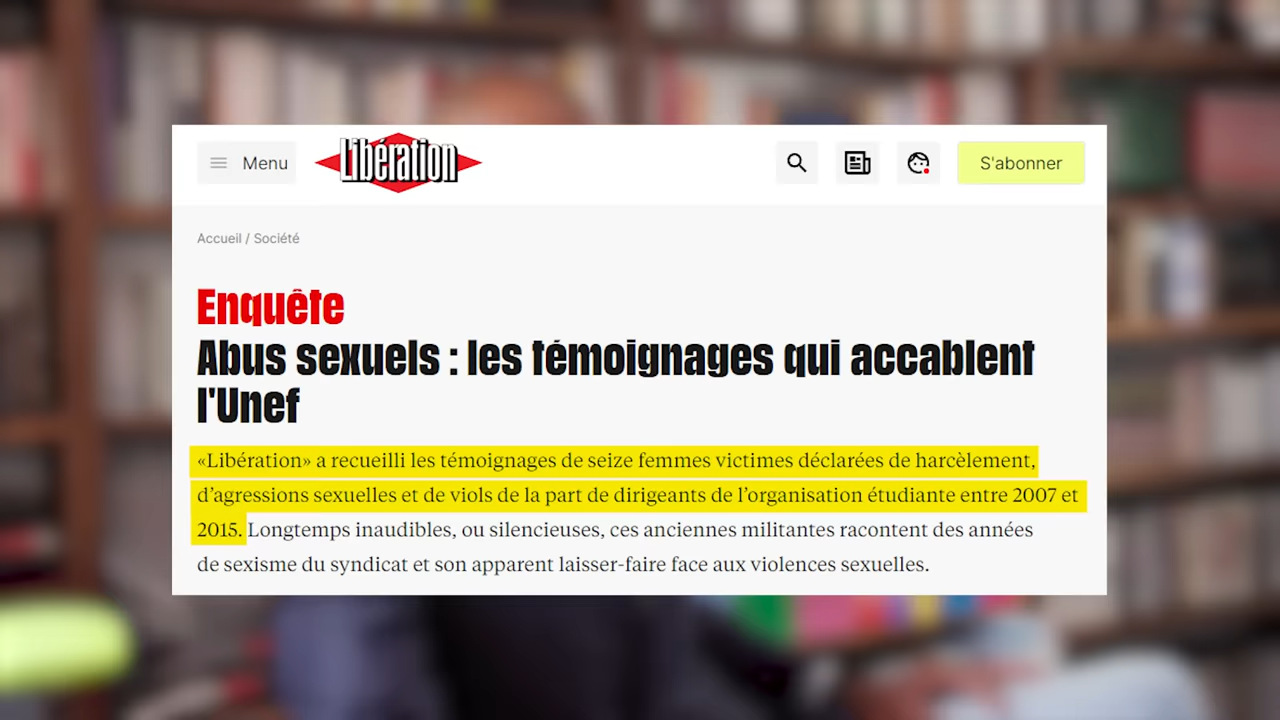 Menu
Libération
S'abonner
Accueil / Société
Enquête
Abus sexuels : les témoignages qui accablent
l'Unef
«Libération» a recueilli les témoignages de seize femmes victimes déclarées de harcèlement,
d’agressions sexuelles et de viols de la part de dirigeants de l’organisation étudiante entre 2007 et
2015. Longtemps inaudibles, ou silencieuses, ces anciennes militantes racontent des années
de sexisme du syndicat et son apparent laisser-faire face aux violences sexuelles.